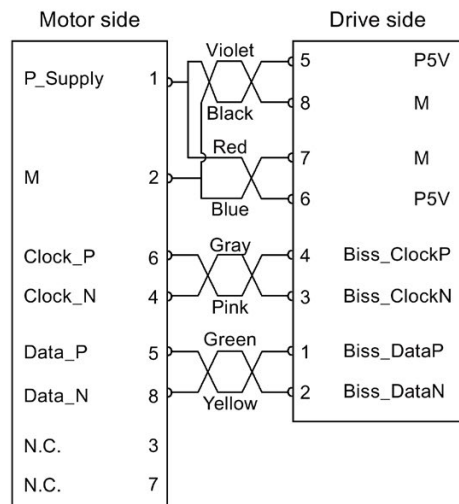 Motor side Drive side
Violet 5 P5V
P_Supply 1
8 M
Black
Red 7 M
M 2
Blue 6 P5V
Clock_P 6 Gray 4 Biss_ClockP
Clock_N 4 Pink 3 Biss_ClockN
Data_P 5 Green 1 Biss_DataP
Data_N 8 Yellow 2 Biss_DataN
N.C. 3
N.C. 7